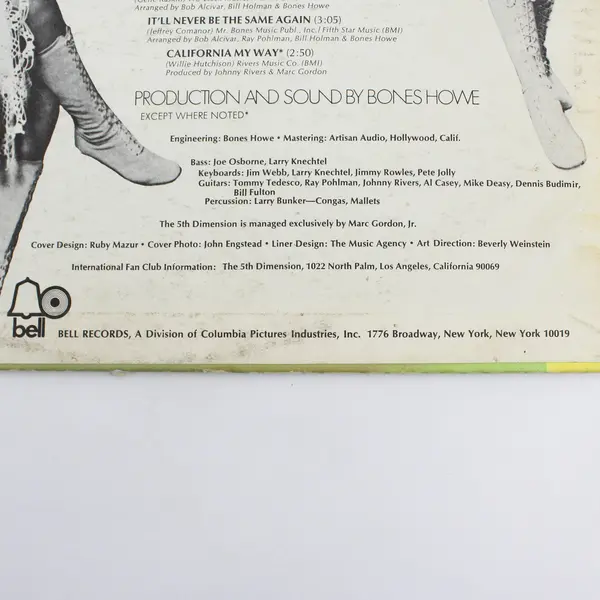 Arranged by Bob Alcivar, Bill Holman & Bones Howe
IT'LL NEVER BE THE SAME AGAIN (3:05)
(Jeffrey Comanor) Mr. Bones Music Publ., Inc./Fifth Star Music (BMI)
Arranged by Bob Alcivar, Ray Pohlman, Bill Holman & Bones Howe
CALIFORNIA MY WAY* (2:50)
(Willie Hutchison) Rivers Music Co. (BMI)
Produced by Johnny Rivers & Marc Gordon
PRODUCTION AND SOUND BY BONES HOWE
EXCEPT WHERE NOTED*
Engineering: Bones Howe • Mastering: Artisan Audio, Hollywood, Calif.
Bass: Joe Osborne, Larry Knechtel
Keyboards: Jim Webb, Larry Knechtel, Jimmy Rowles, Pete Jolly
Guitars: Tommy Tedesco, Ray Pohlman, Johnny Rivers, Al Casey, Mike Deasy, Dennis Budimir,
Bill Fulton
Percussion: Larry Bunker—Congas, Mallets
The 5th Dimension is managed exclusively by Marc Gordon, Jr.
Cover Design: Ruby Mazur • Cover Photo: John Engstead • Liner Design: The Music Agency • Art Direction: Beverly Weinstein
International Fan Club Information: The 5th Dimension, 1022 North Palm, Los Angeles, California 90069
bell
BELL RECORDS, A Division of Columbia Pictures Industries, Inc. 1776 Broadway, New York, New York 10019